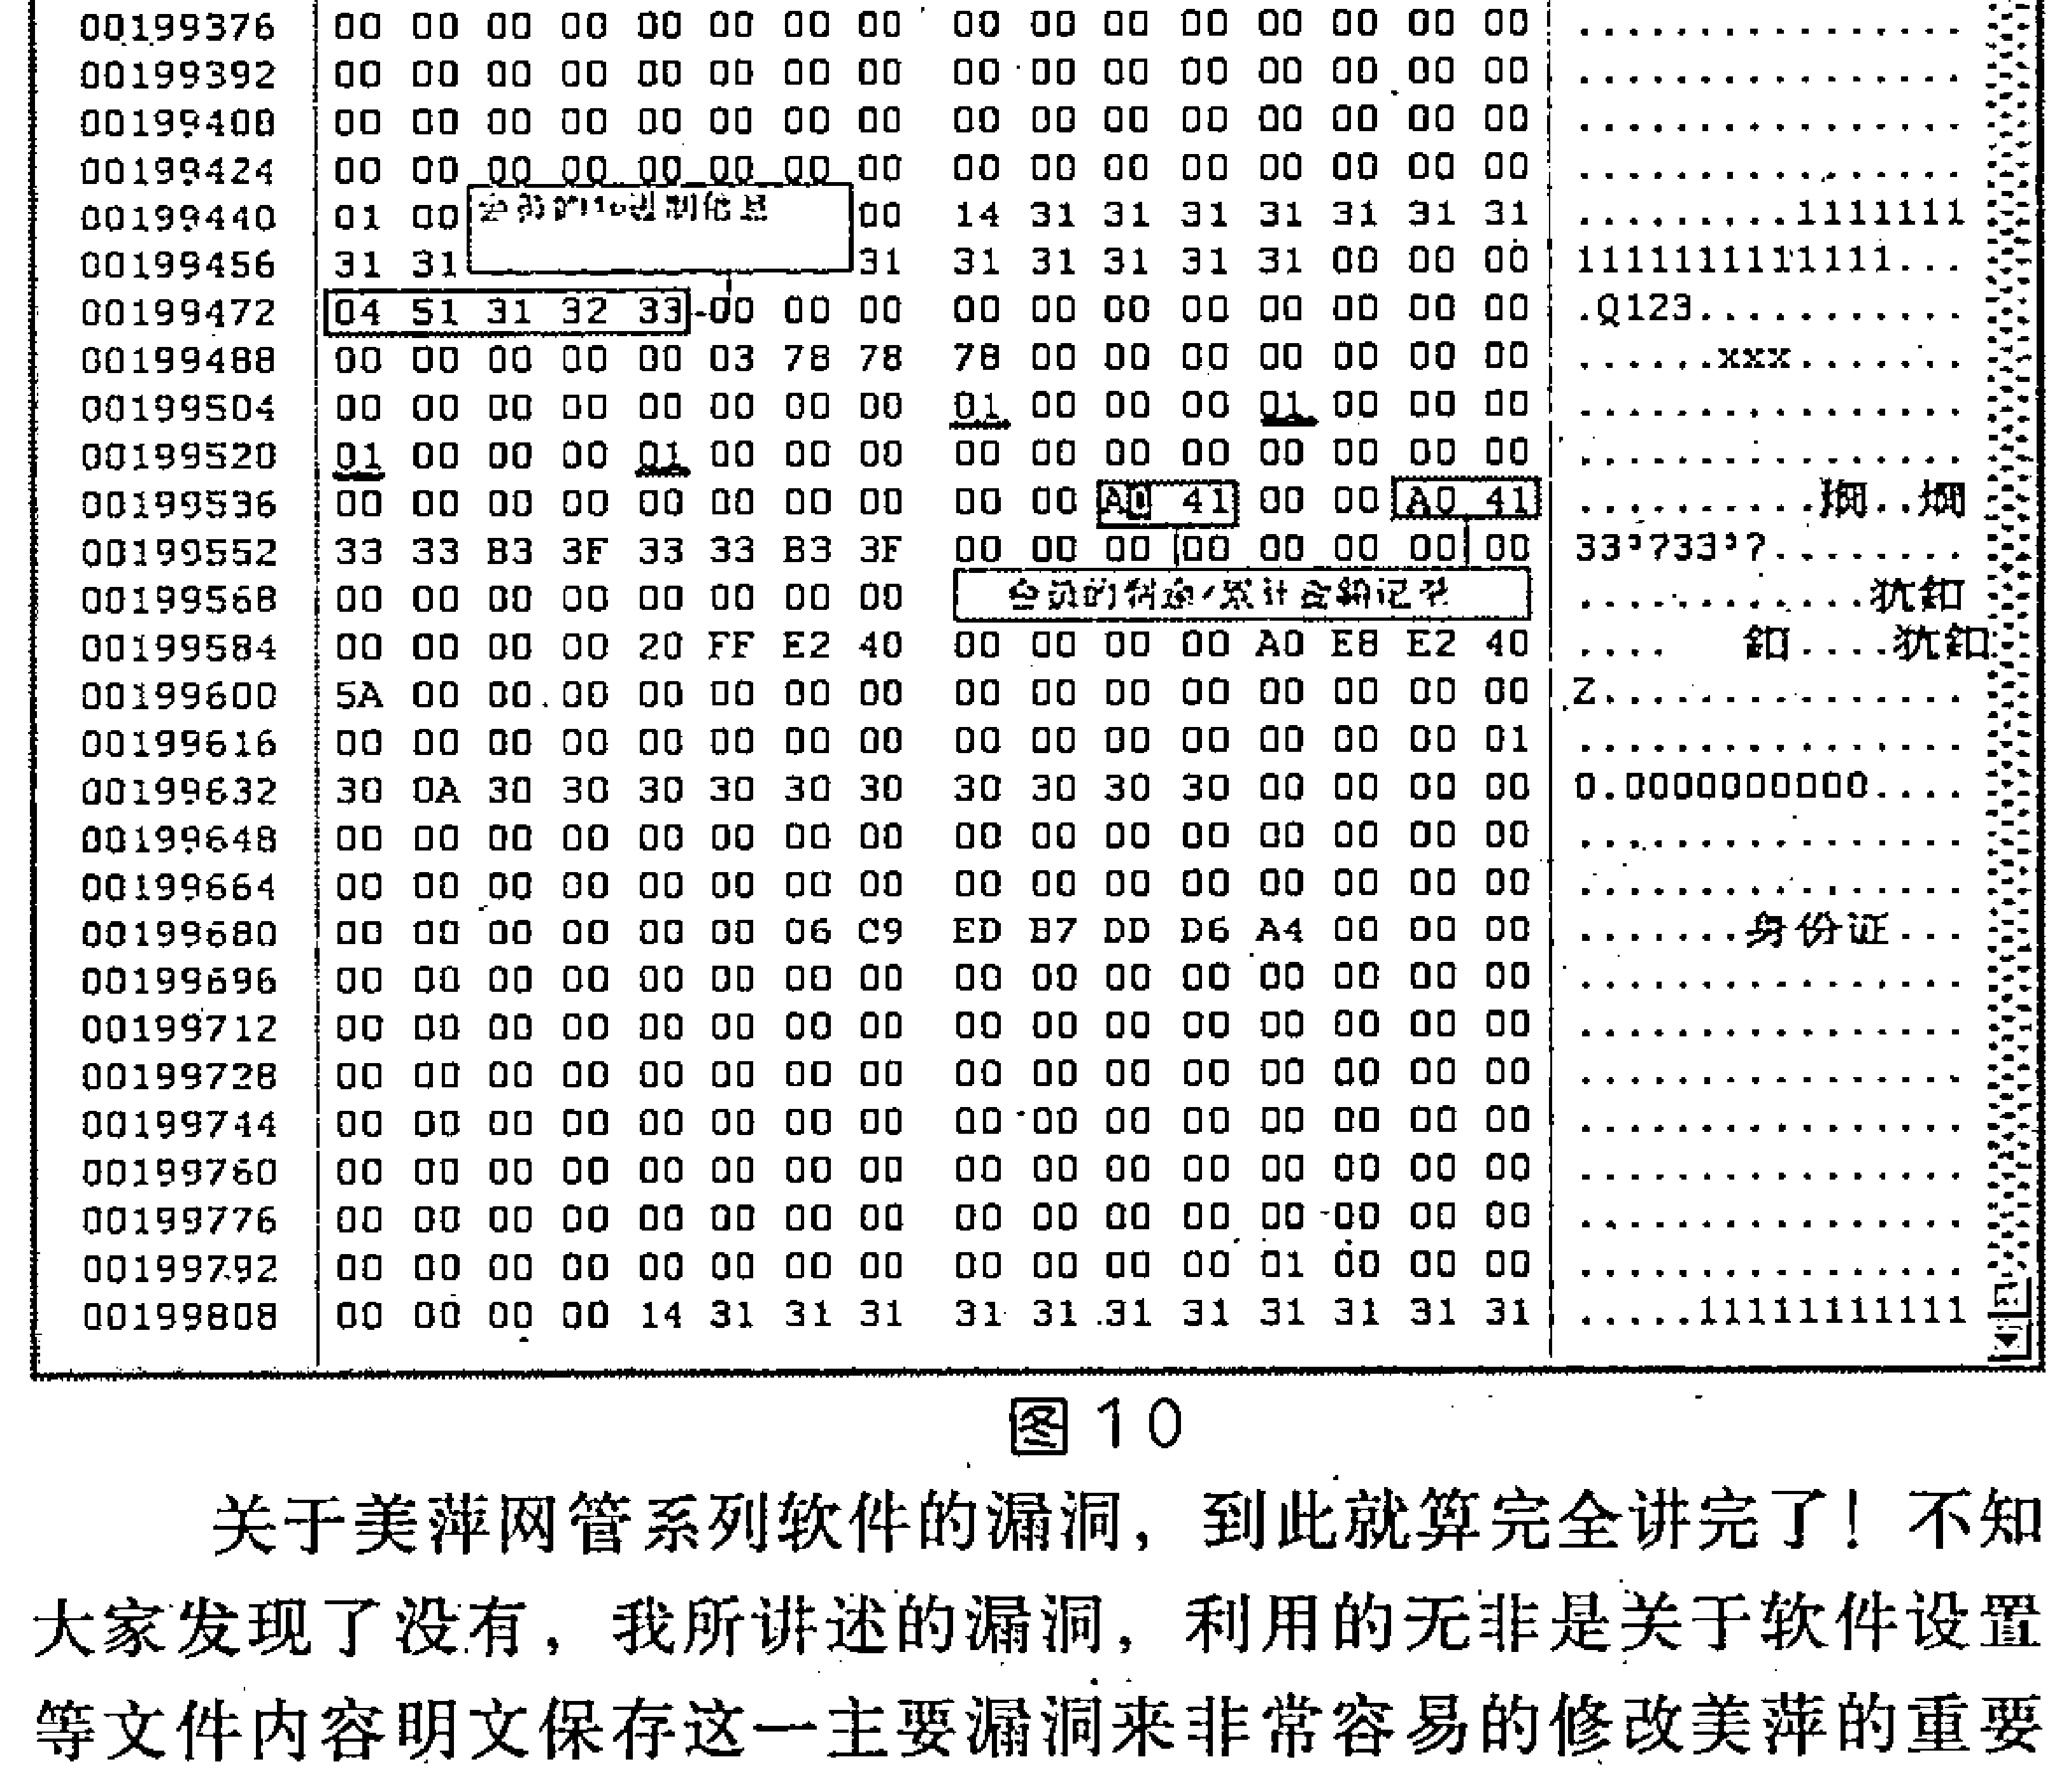 00199376 00 00 00 00 00 00 00 00 00 00 00 00 00 00 00 00 ................
00199392 00 00 00 00 00 00 00 00 00 00 00 00 00 00 00 00 ................
00199408 00 00 00 00 00 00 00 00 00 00 00 00 00 00 00 00 ................
00199424 00 00 00 00 00 00 00 00 00 00 00 00 00 00 00 00 ................
00199440 01 00 00 14 31 31 31 31 31 31 31 .........1111111
00199456 31 31 31 31 31 31 31 31 00 00 00 1111111111111...
00199472 04 51 31 32 33 00 00 00 00 00 00 00 00 00 00 00 .Q123...........
00199488 00 00 00 00 00 03 78 78 78 00 00 00 00 00 00 00 ......xxx.......
00199504 00 00 00 00 00 00 00 00 01 00 00 00 01 00 00 00 ................
00199520 01 00 00 00 01 00 00 00 00 00 00 00 00 00 00 00 ................
00199536 00 00 00 00 00 00 00 00 00 00 A0 41 00 00 A0 41
00199552 33 33 B3 3F 33 33 B3 3F 00 00 00 00 00 00 00 00 33³?33³?........
00199568 00 00 00 00 00 00 00 00 会员的剩余/累计金额记录
00199584 00 00 00 00 20 FF E2 40 00 00 00 00 A0 E8 E2 40
00199600 5A 00 00 00 00 00 00 00 00 00 00 00 00 00 00 00 Z...............
00199616 00 00 00 00 00 00 00 00 00 00 00 00 00 00 00 01 ................
00199632 30 0A 30 30 30 30 30 30 30 30 30 30 00 00 00 00 0.0000000000....
00199648 00 00 00 00 00 00 00 00 00 00 00 00 00 00 00 00 ................
00199664 00 00 00 00 00 00 00 00 00 00 00 00 00 00 00 00 ................
00199680 00 00 00 00 00 00 06 C9 ED B7 DD D6 A4 00 00 00 .......身份证...
00199696 00 00 00 00 00 00 00 00 00 00 00 00 00 00 00 00 ................
00199712 00 00 00 00 00 00 00 00 00 00 00 00 00 00 00 00 ................
00199728 00 00 00 00 00 00 00 00 00 00 00 00 00 00 00 00 ................
00199744 00 00 00 00 00 00 00 00 00 00 00 00 00 00 00 00 ................
00199760 00 00 00 00 00 00 00 00 00 00 00 00 00 00 00 00 ................
00199776 00 00 00 00 00 00 00 00 00 00 00 00 00 00 00 00 ................
00199792 00 00 00 00 00 00 00 00 00 00 00 00 01 00 00 00 ................
00199808 00 00 00 00 14 31 31 31 31 31 31 31 31 31 31 31 .....11111111111
图10
关于美萍网管系列软件的漏洞，到此就算完全讲完了！不知
大家发现了没有，我所讲述的漏洞，利用的无非是关于软件设置
等文件内容明文保存这一主要漏洞来非常容易的修改美萍的重要